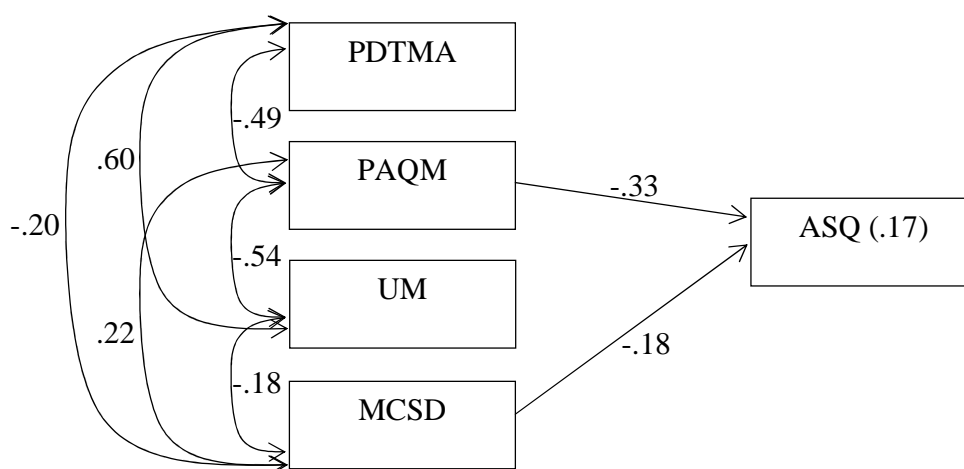 PDTMA
-.49
.60
PAQM
-.33
-.20
ASQ (.17)
-.54
UM
.22
-.18
-.18
MCSD